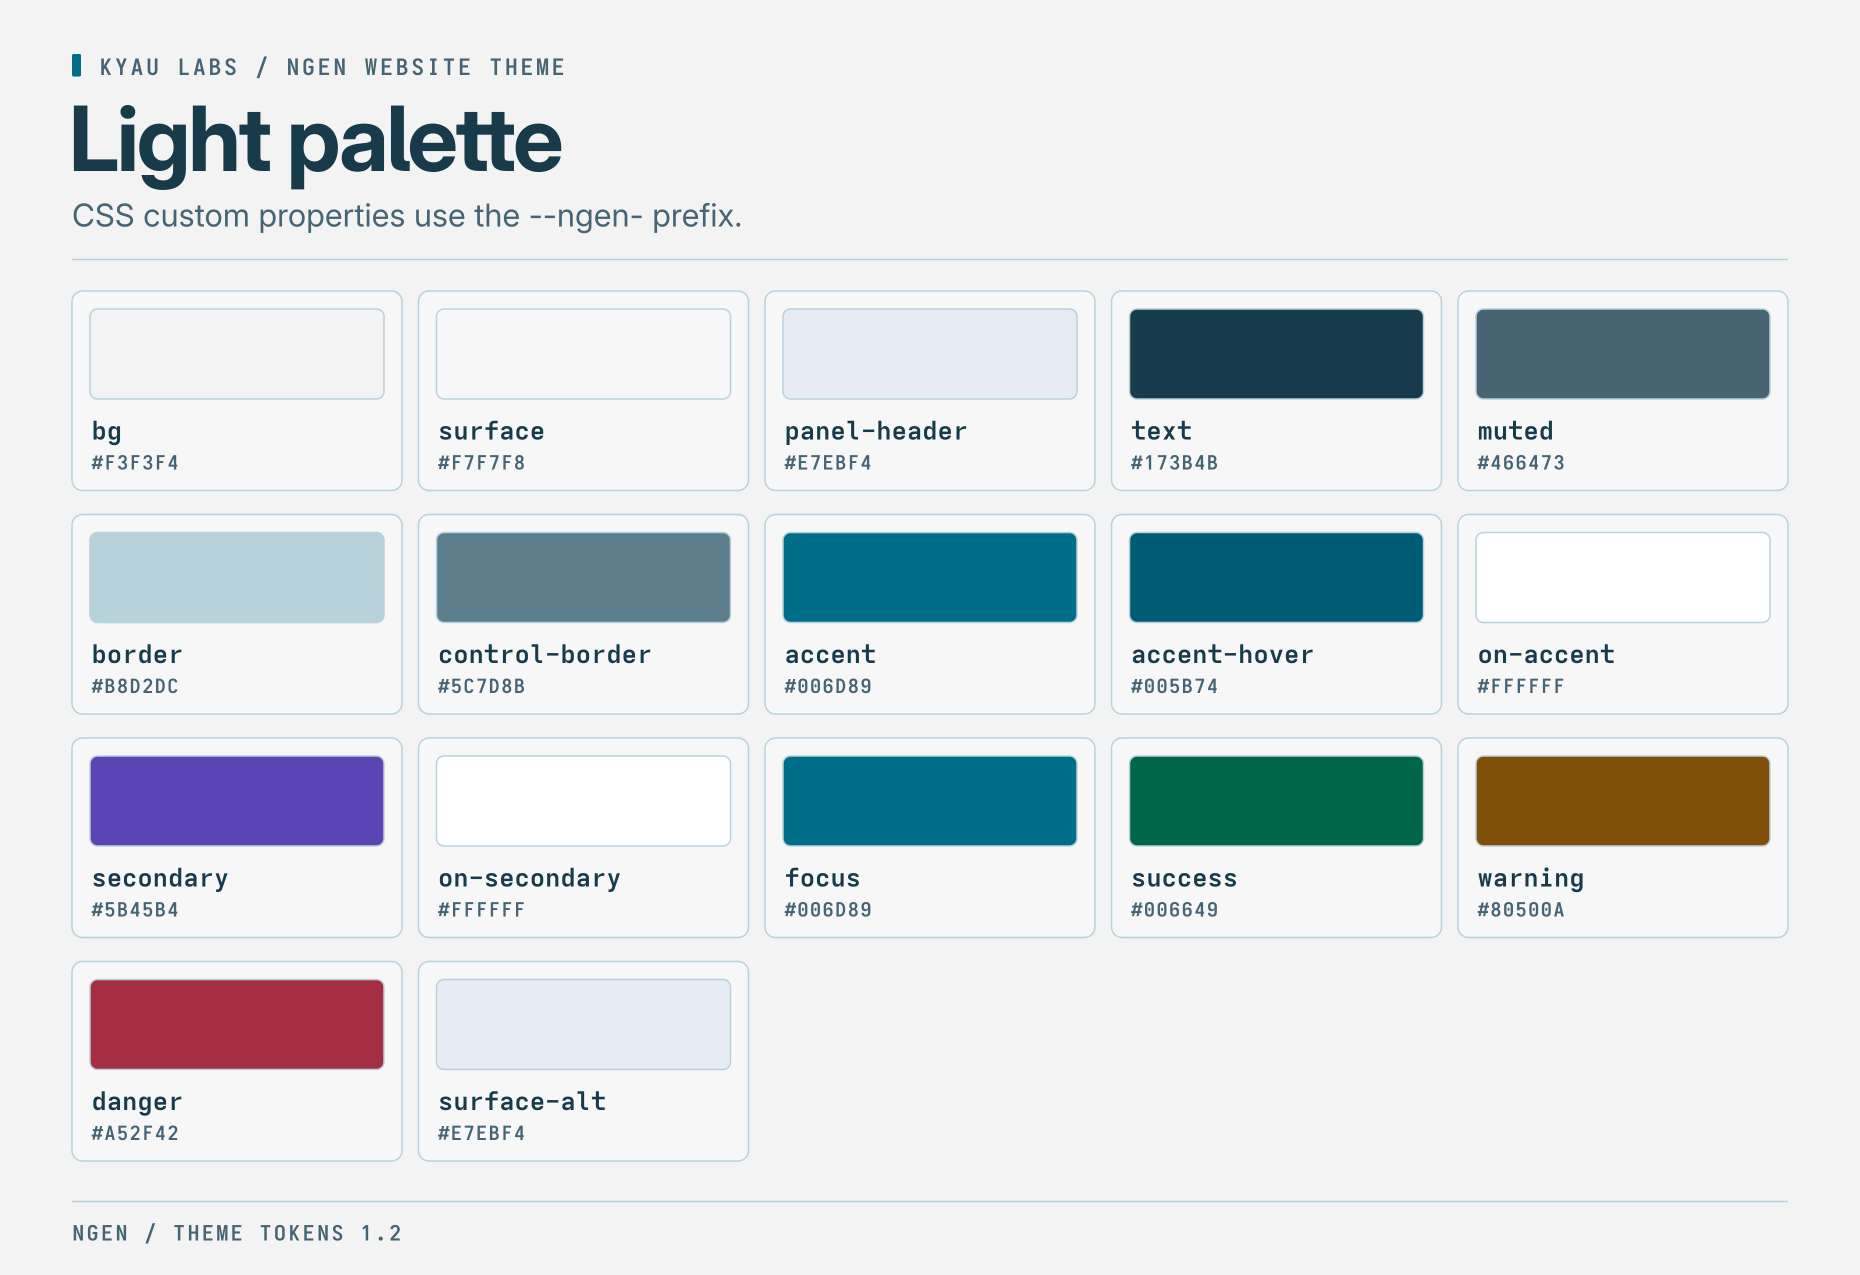 KYAU LABS / NGEN WEBSITE THEME
Light palette
CSS custom properties use the --ngen- prefix.
bg
#F3F3F4
surface
#F7F7F8
panel-header
#E7EBF4
text
#173B4B
muted
#466473
border
#B8D2DC
control-border
#5C7D8B
accent
#006D89
accent-hover
#005B74
on-accent
#FFFFFF
secondary
#5B45B4
on-secondary
#FFFFFF
focus
#006D89
success
#006649
warning
#80500A
danger
#A52F42
surface-alt
#E7EBF4
NGEN / THEME TOKENS 1.2